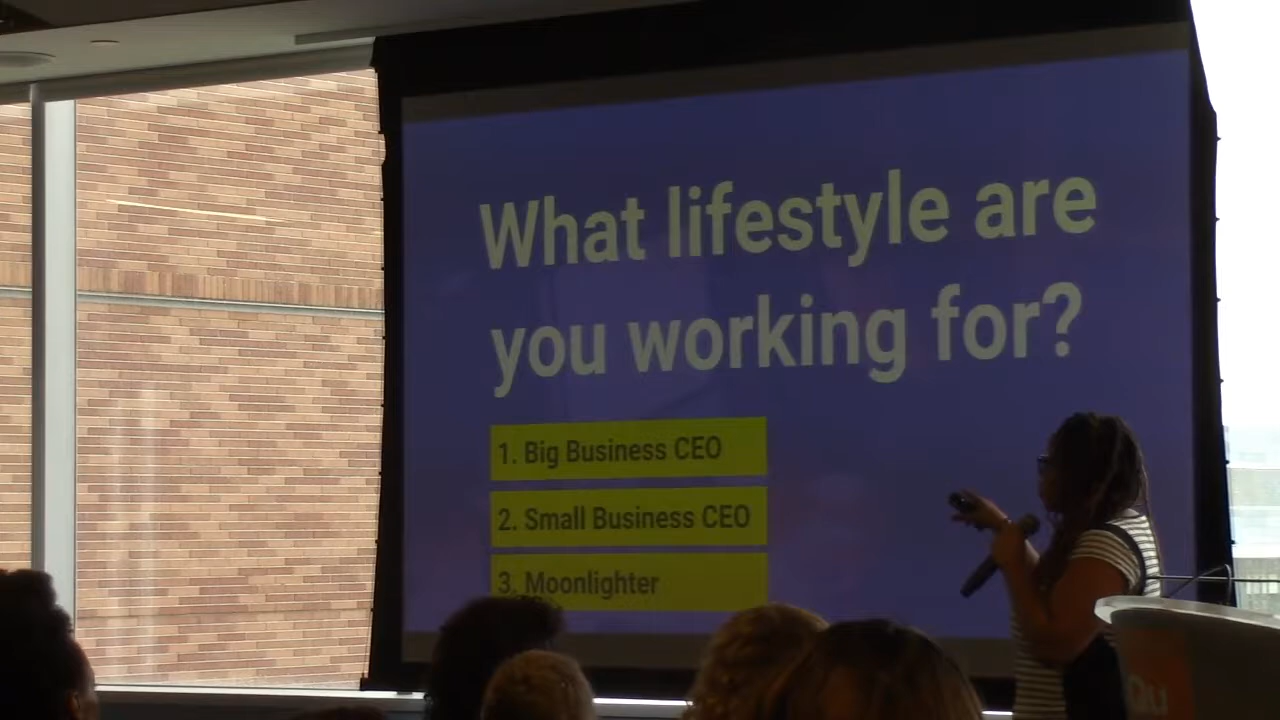 What lifestyle are
you working for?
1. Big Business CEO
2. Small Business CEO
3. Moonlighter